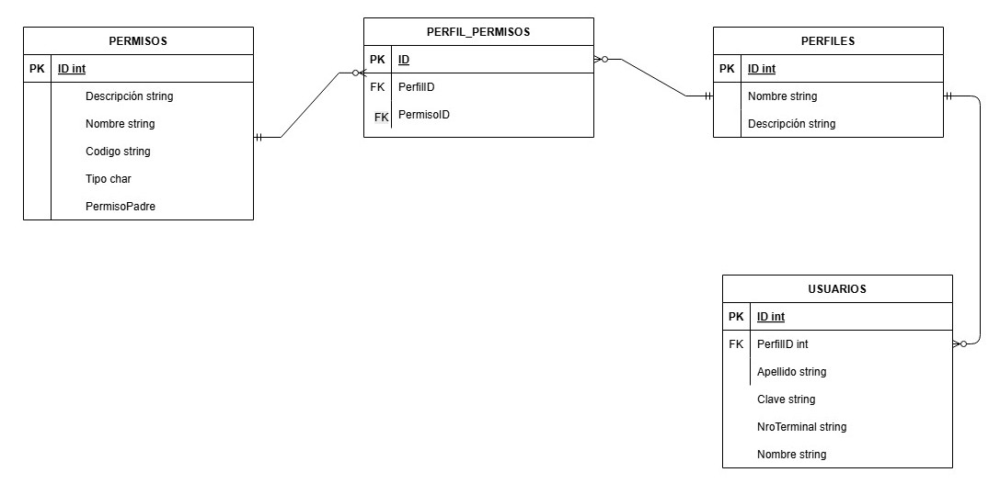 PERMISOS
PK ID int
Descripción string
Nombre string
Codigo string
Tipo char
PermisoPadre
PERFIL_PERMISOS
PK ID
FK PerfilID
FK PermisoID
PERFILES
PK ID int
Nombre string
Descripción string
USUARIOS
PK ID int
FK PerfilID int
Apellido string
Clave string
NroTerminal string
Nombre string